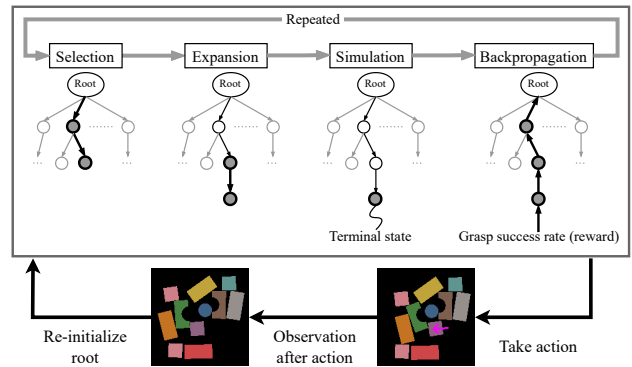 Repeated
Selection
Expansion
Simulation
Backpropagation
Root
Root
Root
Root
Terminal state
Grasp success rate (reward)
Re-initialize
root
Observation
after action
Take action